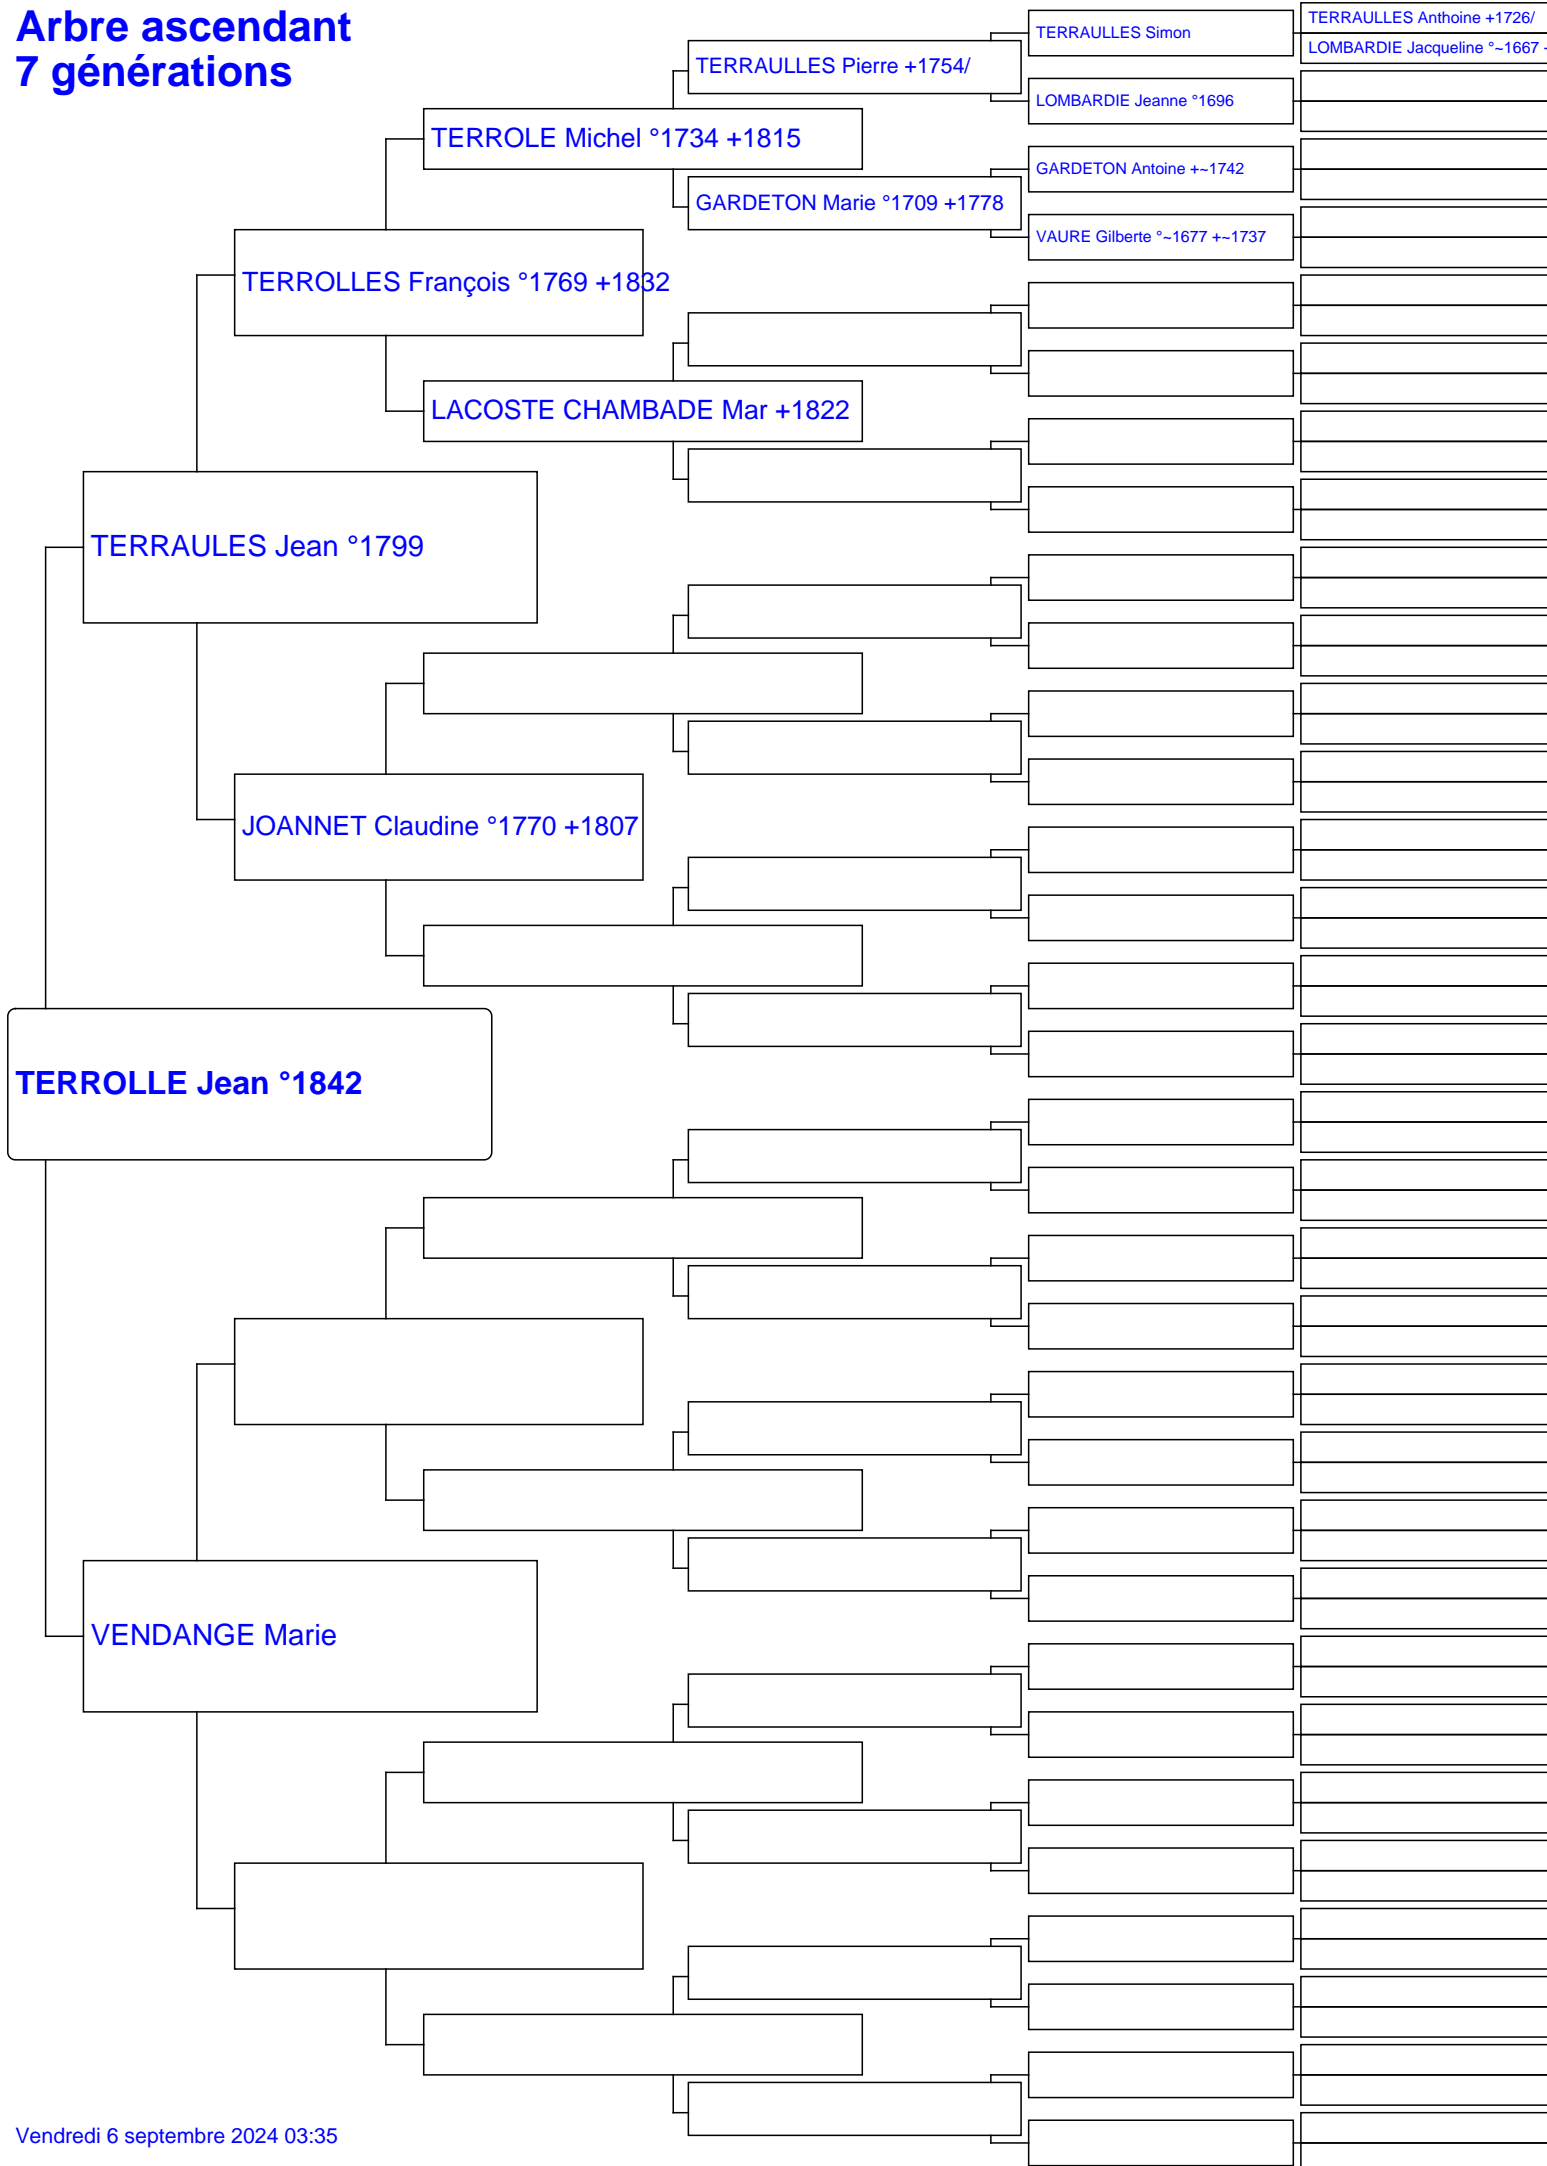 Arbre ascendant
7 générations
TERRAULLES Anthoine +1726/
TERRAULLES Simon
LOMBARDIE Jacqueline °~1667 -
TERRAULLES Pierre +1754/
LOMBARDIE Jeanne °1696
TERROLE Michel °1734 +1815
GARDETON Antoine +~1742
GARDETON Marie °1709 +1778
VAURE Gilberte °~1677 +~1737
TERROLLES François °1769 +1832
LACOSTE CHAMBADE Mar +1822
TERRAULES Jean °1799
JOANNET Claudine °1770 +1807
TERROLLE Jean °1842
VENDANGE Marie
Vendredi 6 septembre 2024 03:35